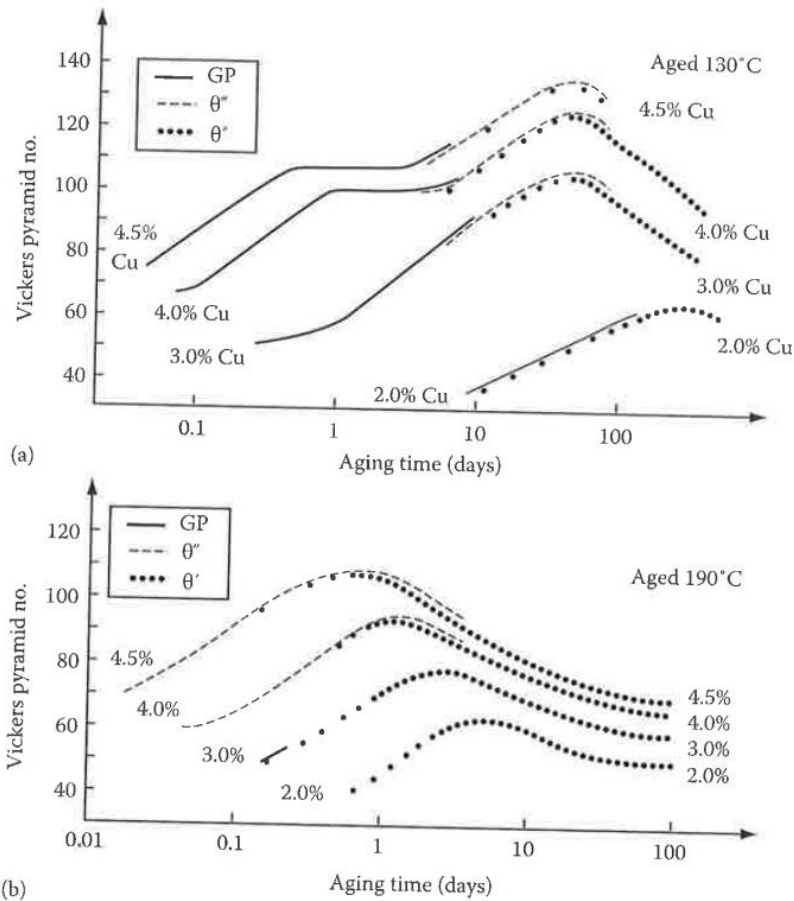 140
120
100
80
60
40
Vickers pyramid no.
GP
θ″
θ′
Aged 130°C
4.5% Cu
4.5%
Cu
4.0% Cu
4.0% Cu
3.0% Cu
3.0% Cu
2.0% Cu
2.0% Cu
0.1
1
10
100
(a)
Aging time (days)
120
100
80
60
40
Vickers pyramid no.
GP
θ″
θ′
Aged 190°C
4.5%
4.0%
3.0%
2.0%
4.5%
4.0%
3.0%
2.0%
0.01
0.1
1
10
100
(b)
Aging time (days)